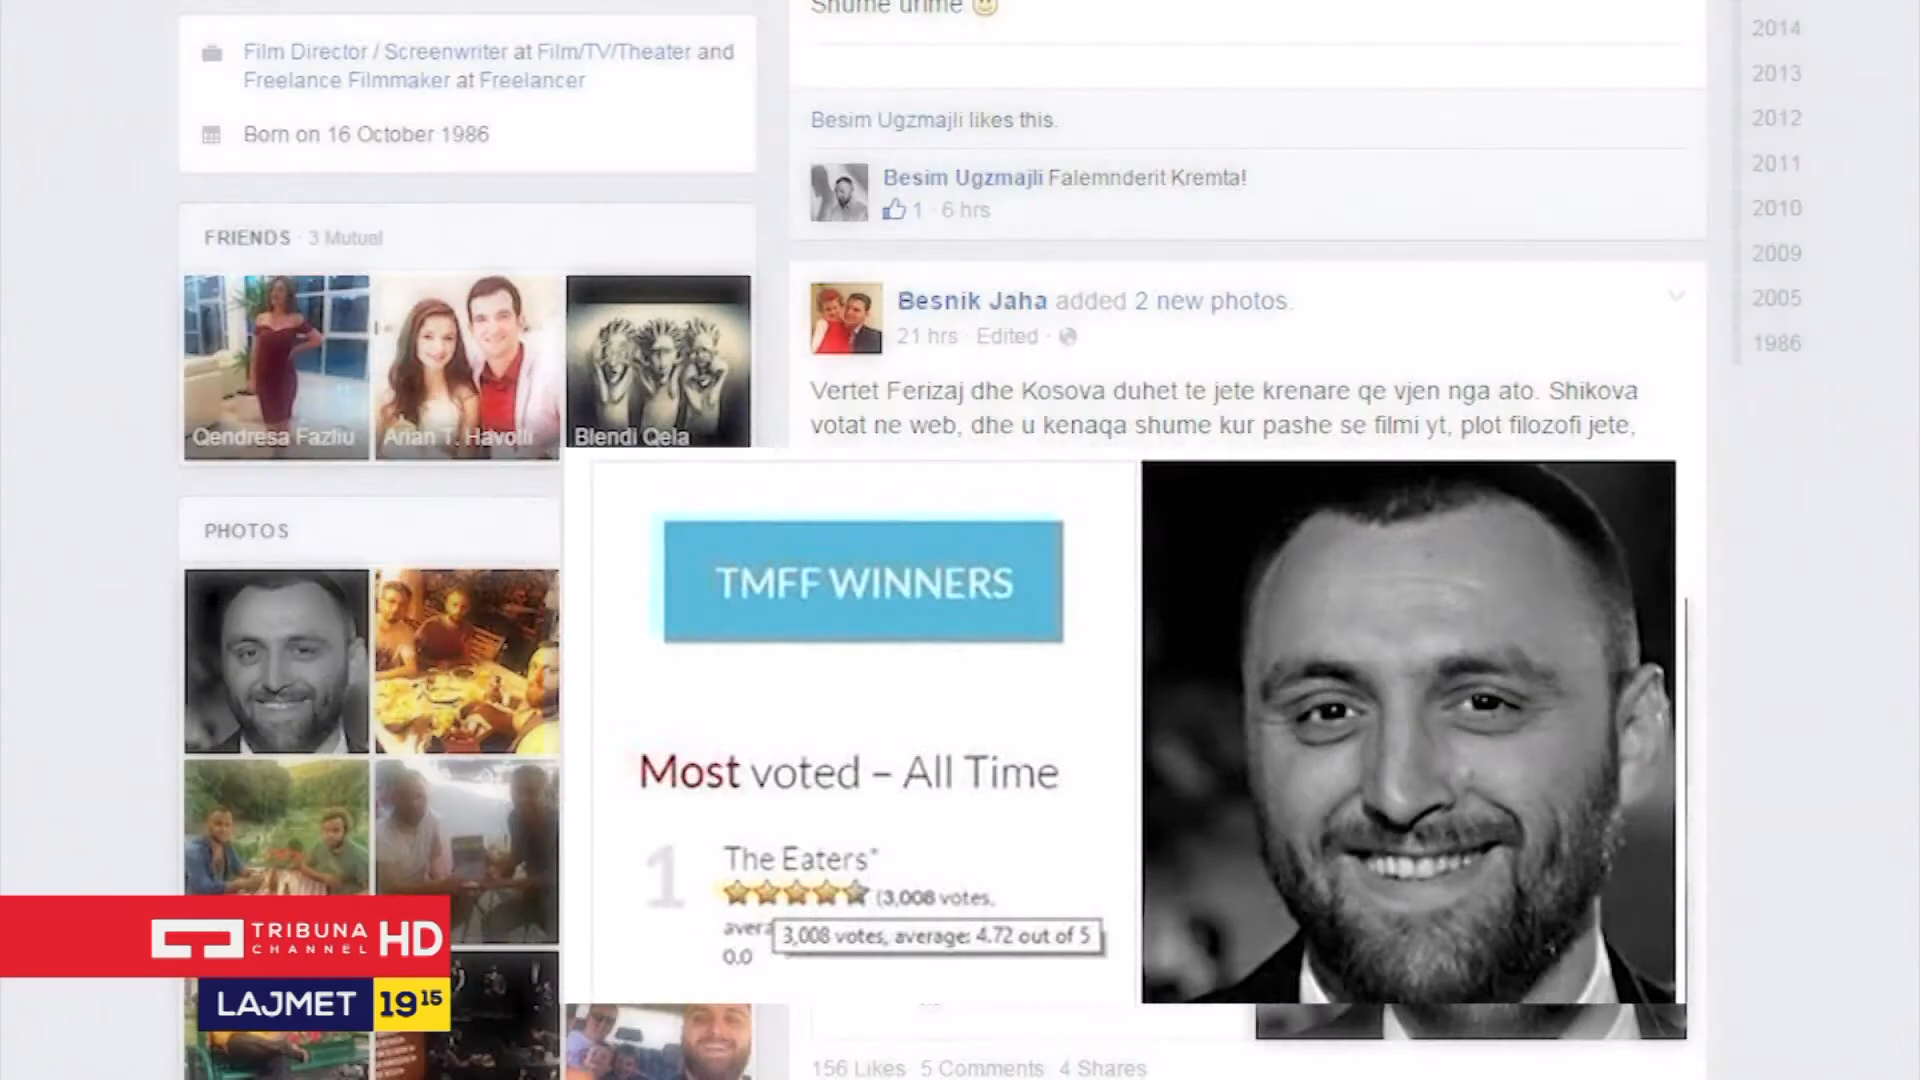 Film Director / Screenwriter at Film/TV/Theater and
Freelance Filmmaker at Freelancer
Born on 16 October 1986
FRIENDS · 3 Mutual
Qendresa Fazliu
Arian T. Havolli
Blendi Qela
PHOTOS
Shume urime
Besim Ugzmajli likes this.
Besim Ugzmajli Falemnderit Kremta!
1 · 6 hrs
Besnik Jaha added 2 new photos.
21 hrs · Edited ·
Vertet Ferizaj dhe Kosova duhet te jete krenare qe vjen nga ato. Shikova
votat ne web, dhe u kenaqa shume kur pashe se filmi yt, plot filozofi jete,
TMFF WINNERS
Most voted – All Time
1
The Eaters*
(3,008 votes,
3,008 votes, average: 4.72 out of 5
0.0
156 Likes 5 Comments 4 Shares
2014
2013
2012
2011
2010
2009
2005
1986
TRIBUNA
CHANNEL
HD
LAJMET 19 15